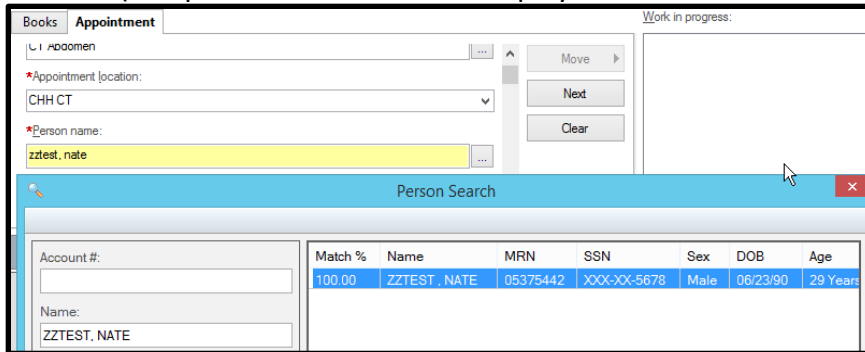 Books Appointment
Work in progress:
CT Abdomen
...
*Appointment location:
Move
CHH CT
Next
*Person name:
Clear
zztest, nate
...
Person Search
Account #:
Match % Name MRN SSN Sex DOB Age
100.00 ZZTEST , NATE 05375442 XXX-XX-5678 Male 06/23/90 29 Years
Name:
ZZTEST, NATE